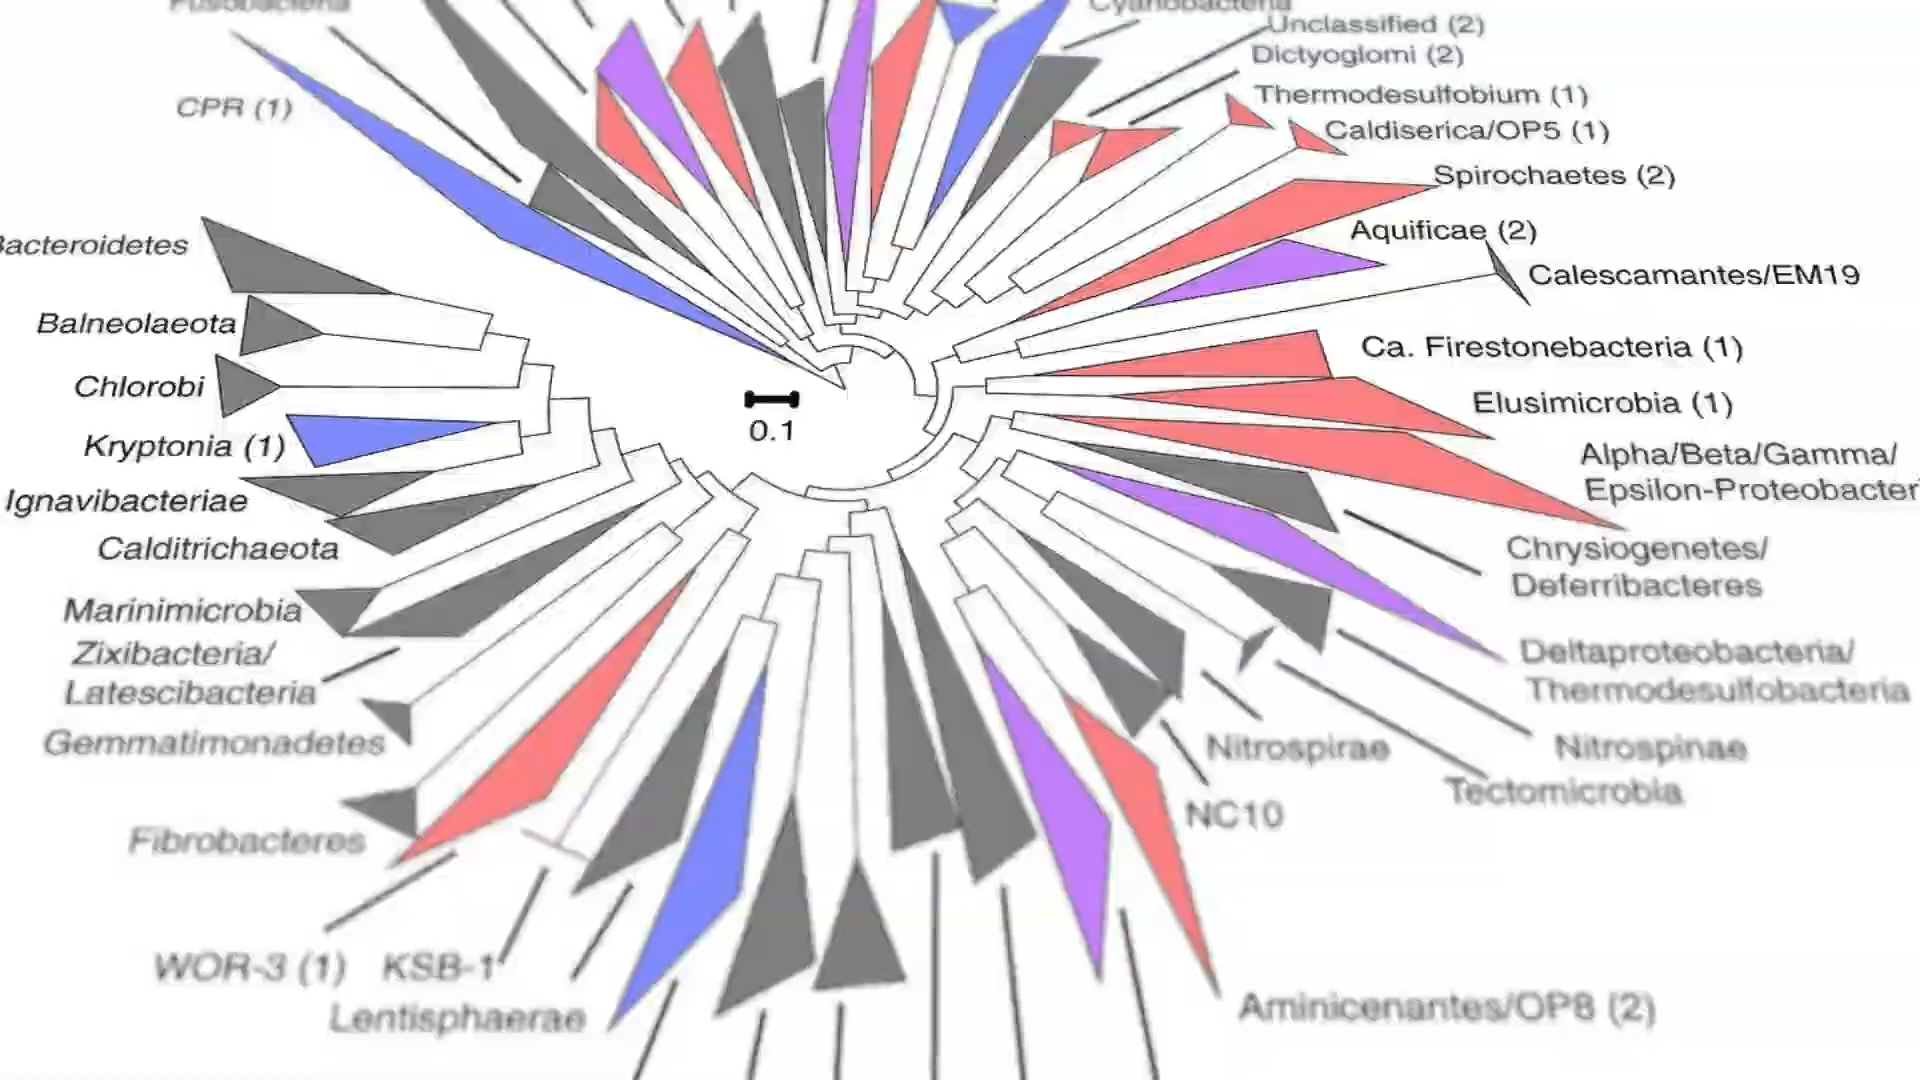 Fusobacteria
Cyanobacteria
Unclassified (2)
Dictyoglomi (2)
CPR (1)
Thermodesulfobium (1)
Caldiserica/OP5 (1)
Spirochaetes (2)
Aquificae (2)
Bacteroidetes
Calescamantes/EM19
Balneolaeota
Ca. Firestonebacteria (1)
Chlorobi
Elusimicrobia (1)
0.1
Kryptonia (1)
Alpha/Beta/Gamma/
Epsilon-Proteobacter
Ignavibacteriae
Calditrichaeota
Chrysiogenetes/
Deferribacteres
Marinimicrobia
Zixibacteria/
Latescibacteria
Deltaproteobacteria/
Thermodesulfobacteria
Gemmatimonadetes
Nitrospirae
Nitrospinae
Tectomicrobia
NC10
Fibrobacteres
WOR-3 (1)
KSB-1
Lentisphaerae
Aminicenantes/OP8 (2)